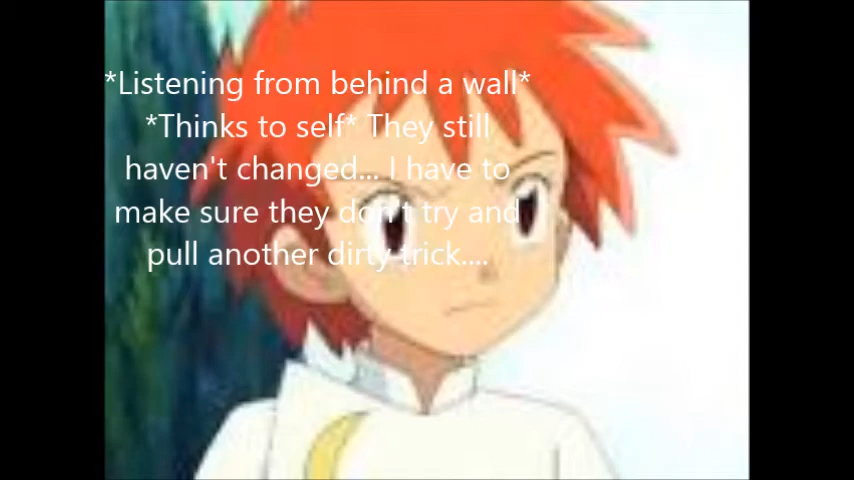 *Listening from behind a wall*
*Thinks to self* They still
haven't changed... I have to
make sure they don't try and
pull another dirty trick....